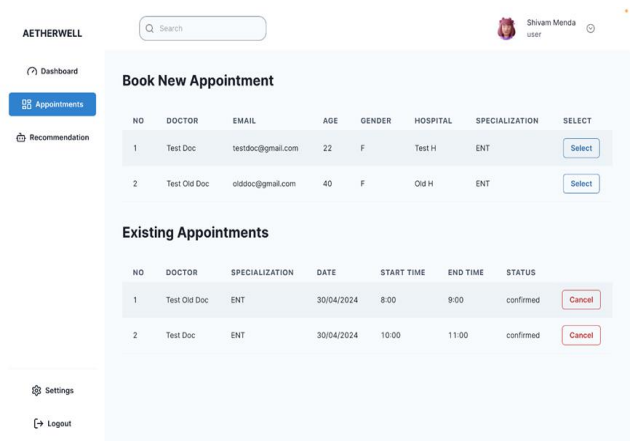 AETHERWELL
Search
Shivam Menda
user
Dashboard
Appointments
Recommendation
Settings
Logout
Book New Appointment
NO DOCTOR EMAIL AGE GENDER HOSPITAL SPECIALIZATION SELECT
1 Test Doc testdoc@gmail.com 22 F Test H ENT Select
2 Test Old Doc olddoc@gmail.com 40 F Old H ENT Select
Existing Appointments
NO DOCTOR SPECIALIZATION DATE START TIME END TIME STATUS
1 Test Old Doc ENT 30/04/2024 8:00 9:00 confirmed Cancel
2 Test Doc ENT 30/04/2024 10:00 11:00 confirmed Cancel